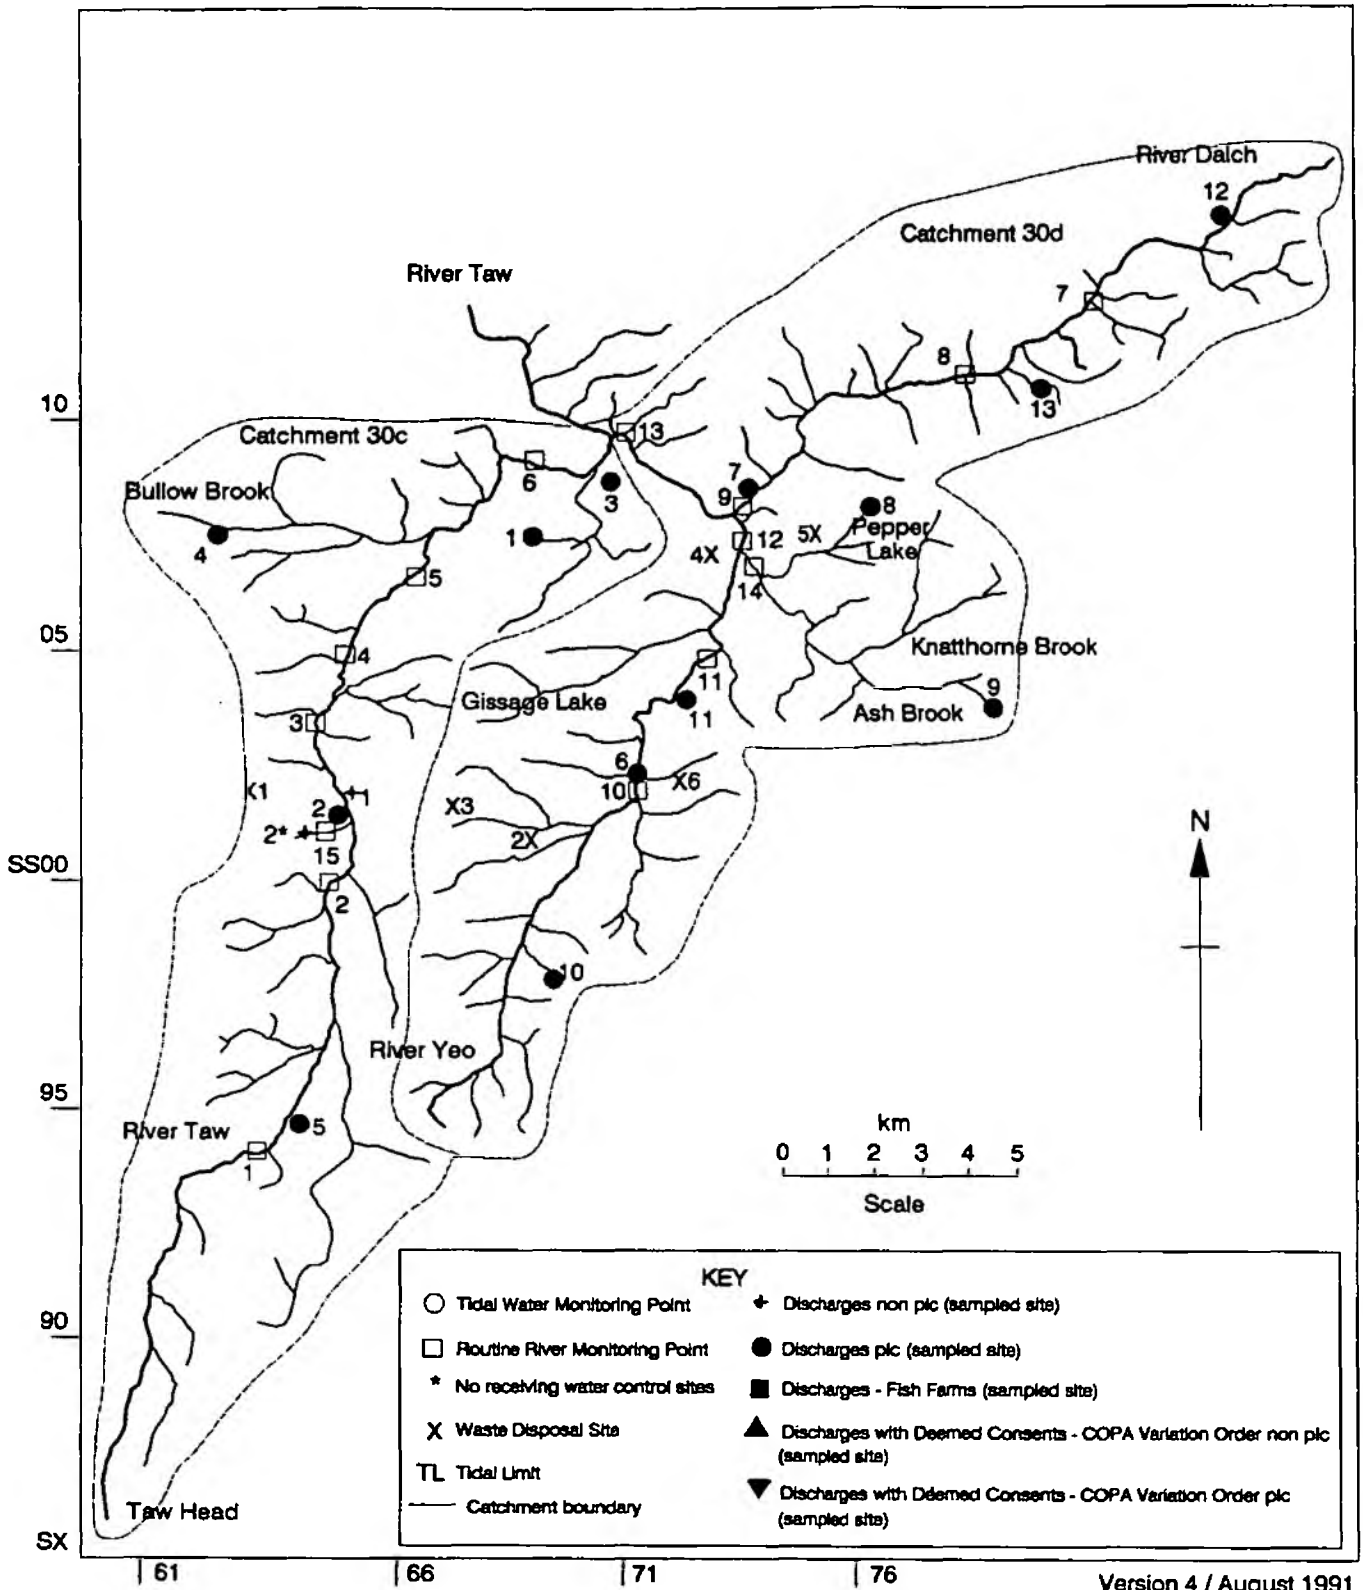 River Dalch
12
Catchment 30d
River Taw
7
8
10
13
13
Catchment 30c
6
7
Bullow Brook
3
9
8
4
1
12
5X
Pepper
Lake
4X
5
14
05
4
Knatthorne Brook
11
9
Gissage Lake
3
11
Ash Brook
6
X6
10
X1
1
2
X3
2*
2X
15
N
SS00
2
10
River Yeo
95
km
River Taw
5
0 1 2 3 4 5
1
Scale
KEY
Tidal Water Monitoring Point
Discharges non plc (sampled site)
90
Routine River Monitoring Point
Discharges plc (sampled site)
* No receiving water control sites
Discharges - Fish Farms (sampled site)
X Waste Disposal Site
Discharges with Deemed Consents - COPA Variation Order non plc
(sampled site)
TL Tidal Limit
Catchment boundary
Discharges with Deemed Consents - COPA Variation Order plc
(sampled site)
Taw Head
SX
61
66
71
76
Version 4 / August 1991